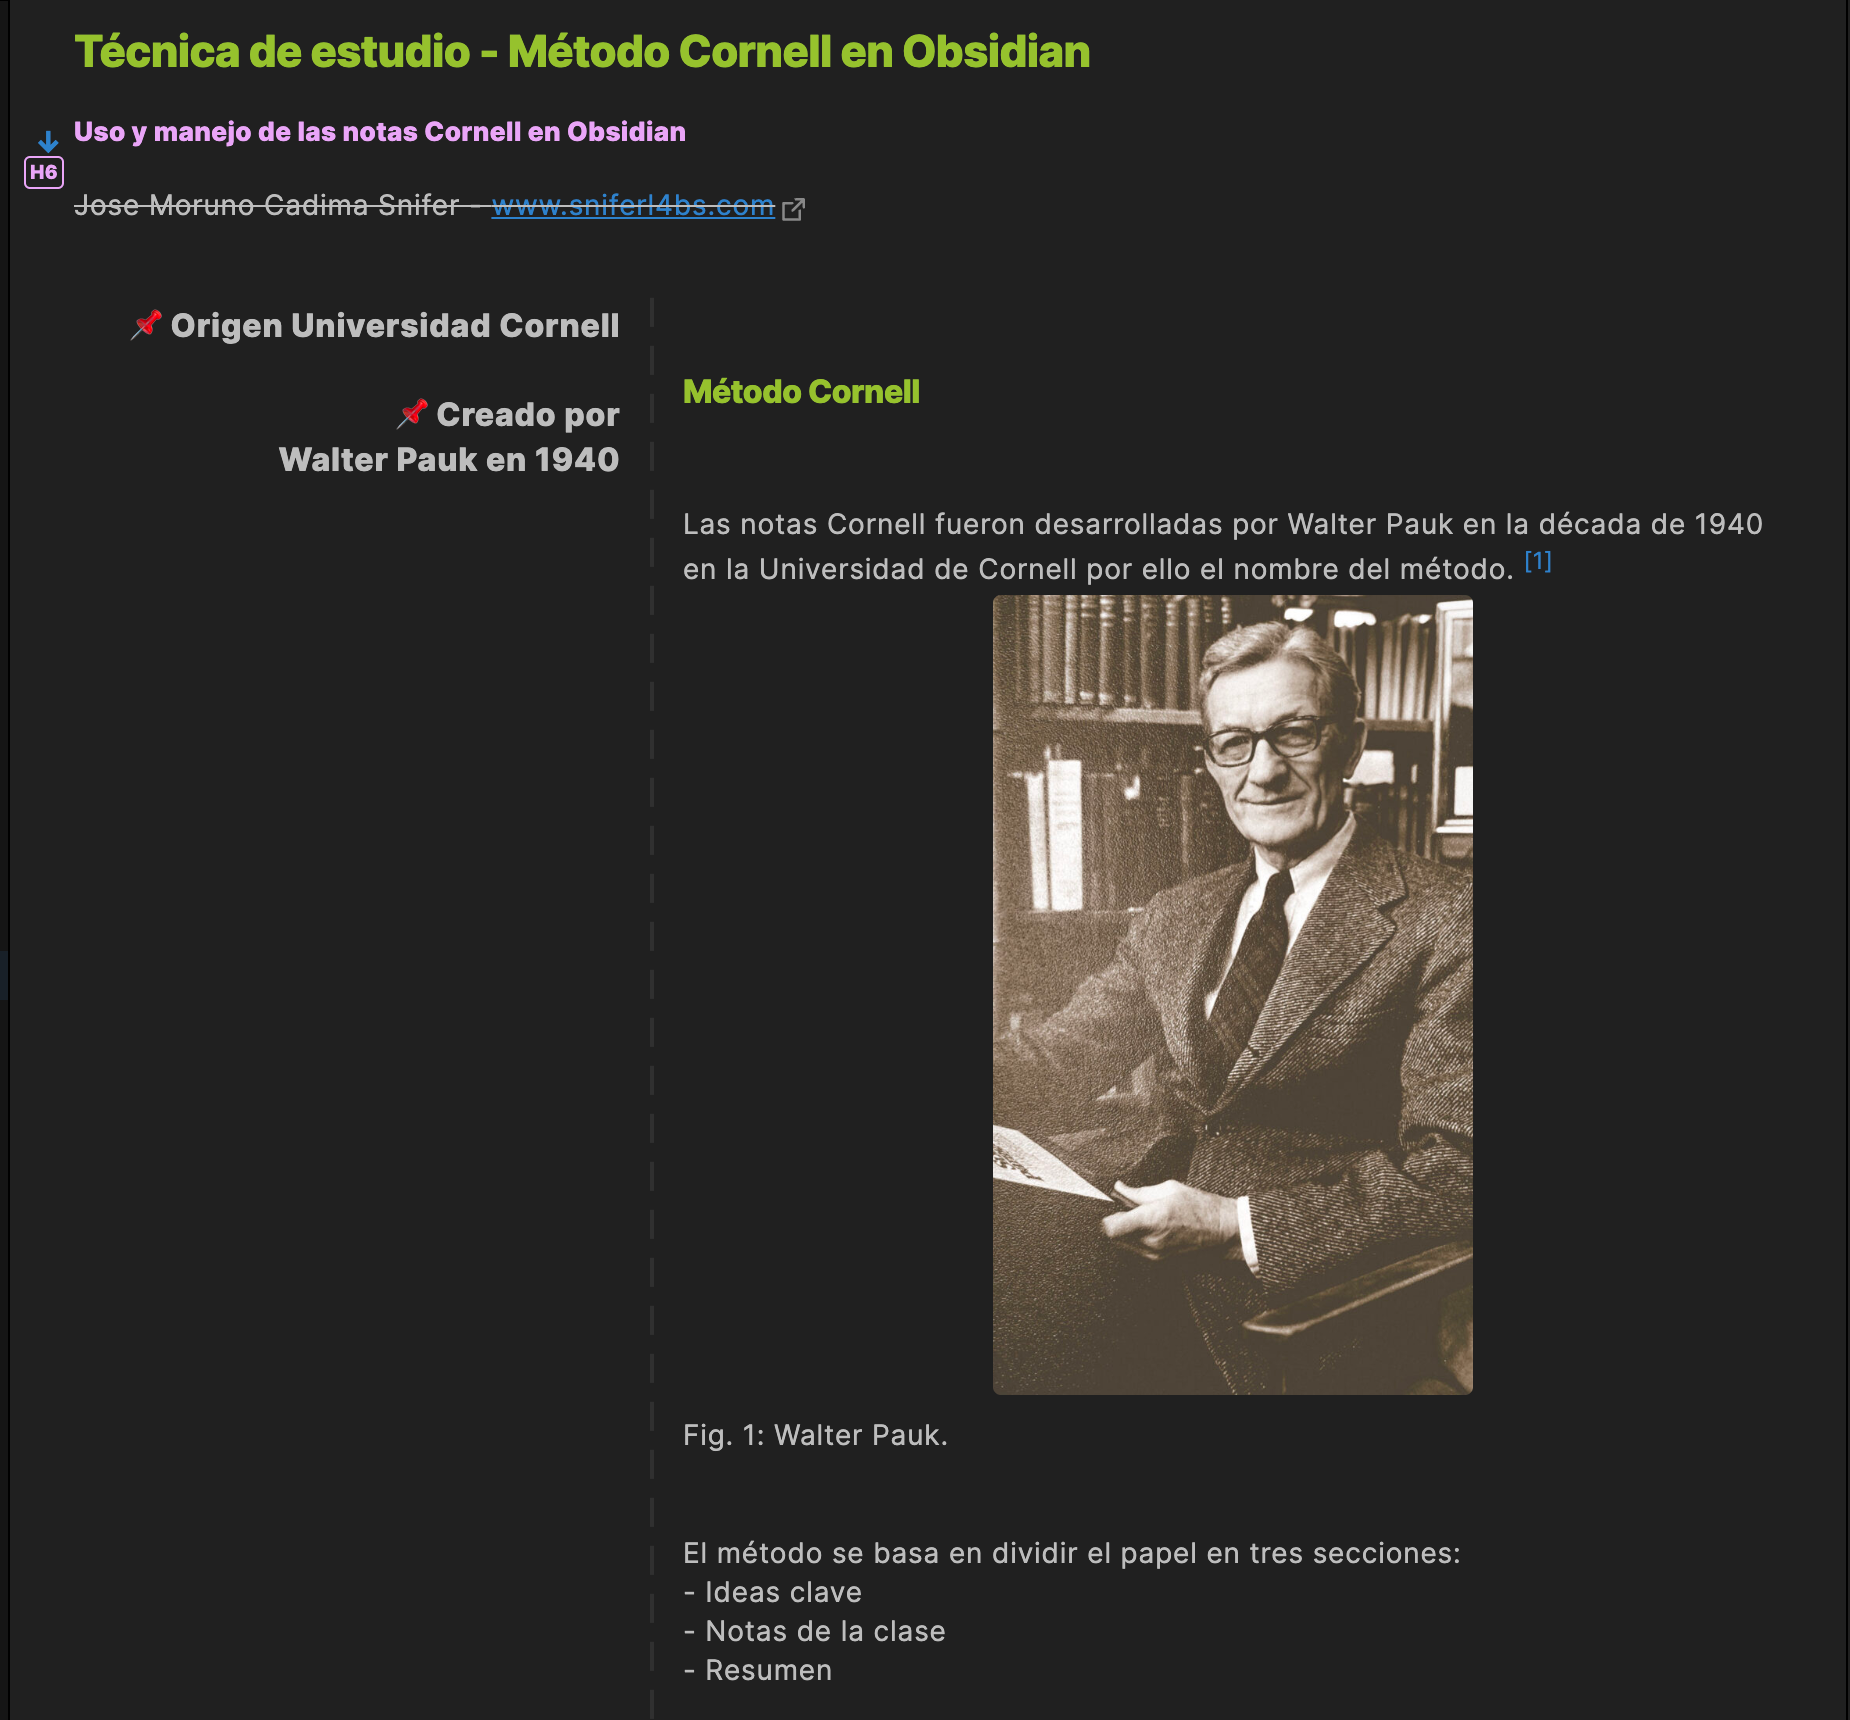 Técnica de estudio - Método Cornell en Obsidian
Uso y manejo de las notas Cornell en Obsidian
H6
Jose Moruno Cadima Snifer - www.sniferl4bs.com
📌 Origen Universidad Cornell
📌 Creado por
Walter Pauk en 1940
Método Cornell
Las notas Cornell fueron desarrolladas por Walter Pauk en la década de 1940
en la Universidad de Cornell por ello el nombre del método. [1]
Fig. 1: Walter Pauk.
El método se basa en dividir el papel en tres secciones:
- Ideas clave
- Notas de la clase
- Resumen